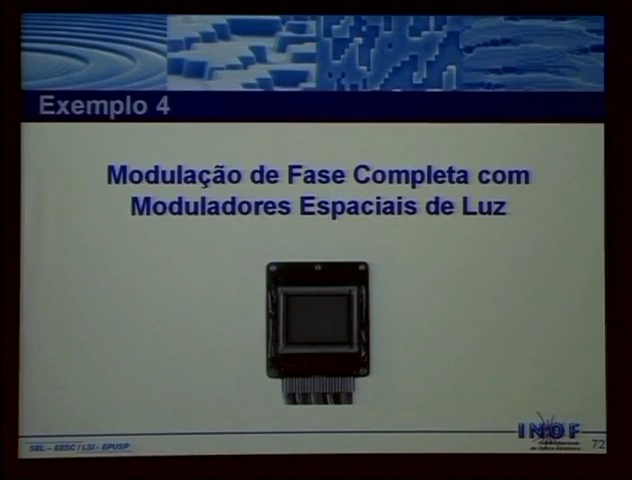 Exemplo 4
Modulação de Fase Completa com
Moduladores Espaciais de Luz
INOF
SEL – EESC / LSI – EPUSP
72